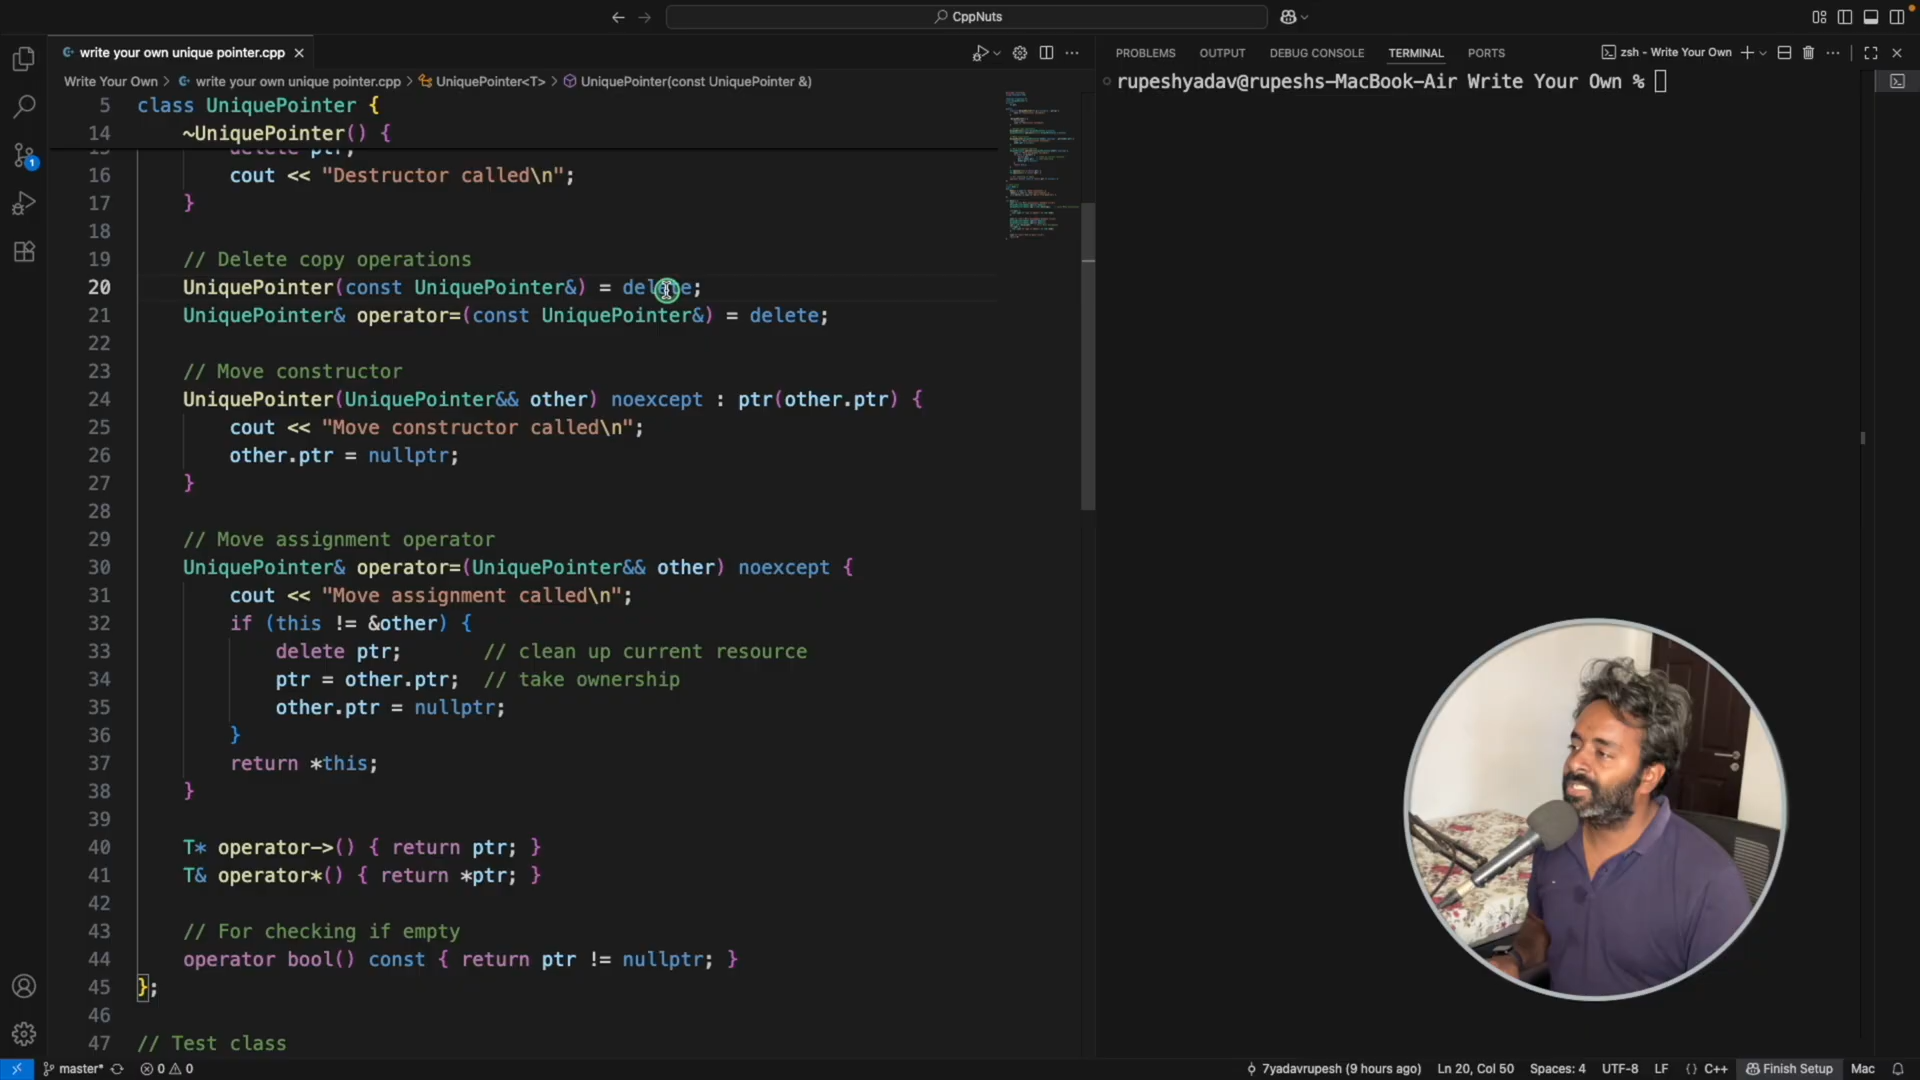 CppNuts
write your own unique pointer.cpp
Write Your Own > write your own unique pointer.cpp > UniquePointer<T> > UniquePointer(const UniquePointer &)
5 class UniquePointer {
14 ~UniquePointer() {
15 delete ptr;
16 cout << "Destructor called\n";
17 }
18
19 // Delete copy operations
20 UniquePointer(const UniquePointer&) = delete;
21 UniquePointer& operator=(const UniquePointer&) = delete;
22
23 // Move constructor
24 UniquePointer(UniquePointer&& other) noexcept : ptr(other.ptr) {
25 cout << "Move constructor called\n";
26 other.ptr = nullptr;
27 }
28
29 // Move assignment operator
30 UniquePointer& operator=(UniquePointer&& other) noexcept {
31 cout << "Move assignment called\n";
32 if (this != &other) {
33 delete ptr; // clean up current resource
34 ptr = other.ptr; // take ownership
35 other.ptr = nullptr;
36 }
37 return *this;
38 }
39
40 T* operator->() { return ptr; }
41 T& operator*() { return *ptr; }
42
43 // For checking if empty
44 operator bool() const { return ptr != nullptr; }
45 };
46
47 // Test class
PROBLEMS OUTPUT DEBUG CONSOLE TERMINAL PORTS zsh - Write Your Own
rupeshyadav@rupeshs-MacBook-Air Write Your Own %
1
master* 0 0 7yadavrupesh (9 hours ago) Ln 20, Col 50 Spaces: 4 UTF-8 LF {} C++ Finish Setup Mac